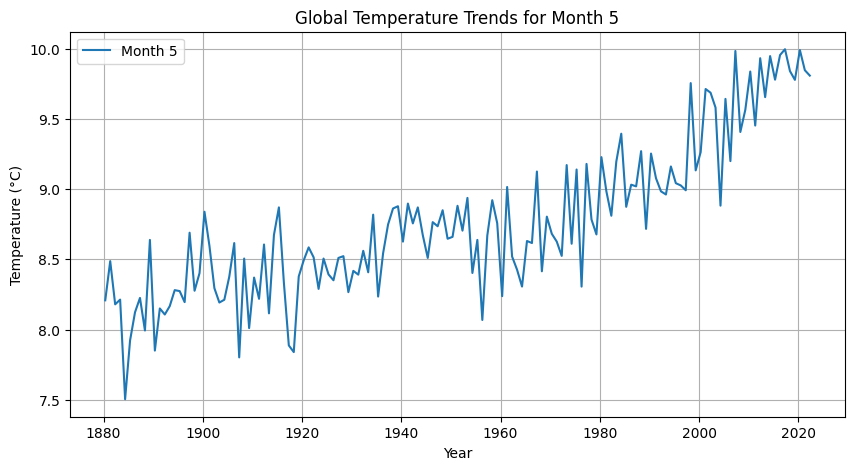 Global Temperature Trends for Month 5
Month 5
Temperature (°C)
10.0
9.5
9.0
8.5
8.0
7.5
1880 1900 1920 1940 1960 1980 2000 2020
Year